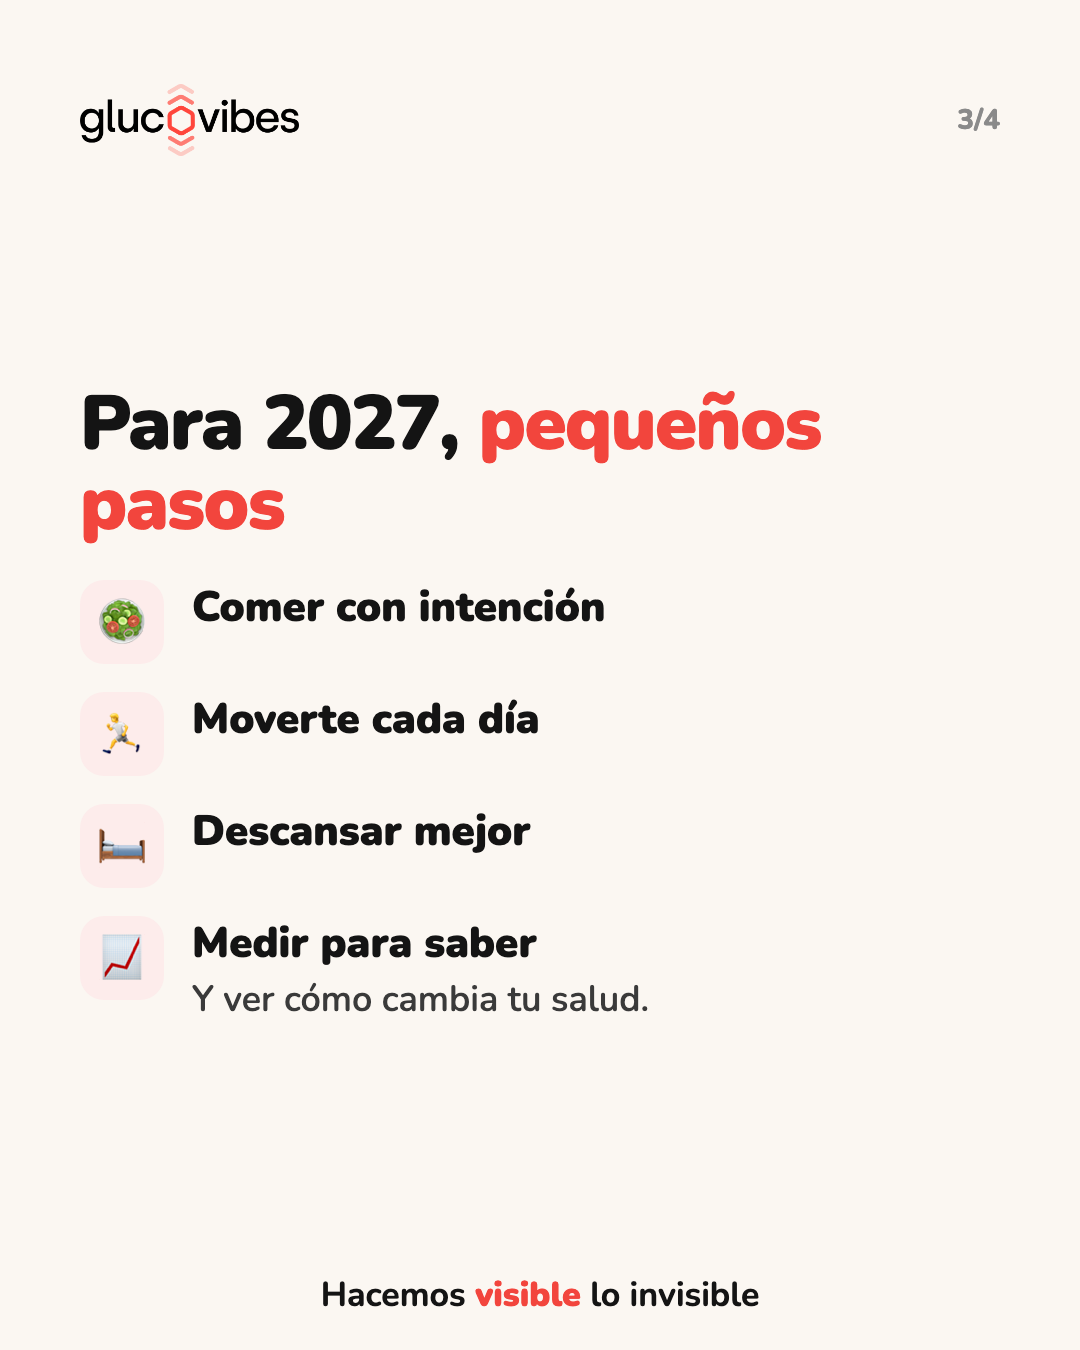 glucovibes
3/4
Para 2027, pequeños
pasos
Comer con intención
Moverte cada día
Descansar mejor
Medir para saber
Y ver cómo cambia tu salud.
Hacemos visible lo invisible